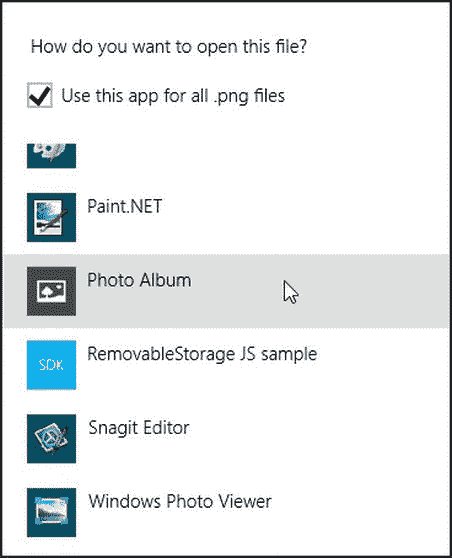 How do you want to open this file?
Use this app for all .png files
Paint.NET
Photo Album
SDK
RemovableStorage JS sample
Snagit Editor
Windows Photo Viewer